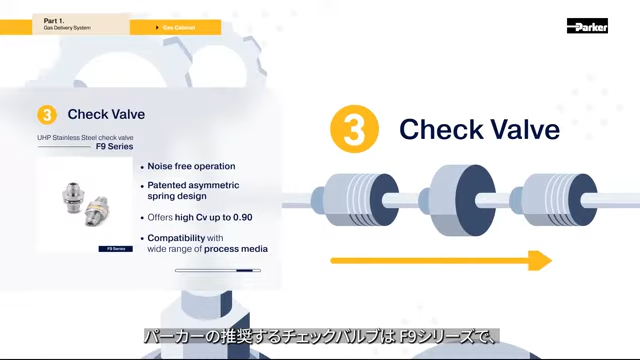 Part 1.
Gas Delivery System
Gas Cabinet
Parker
3
Check Valve
UHP Stainless Steel check valve
F9 Series
• Noise free operation
• Patented asymmetric
spring design
• Offers high Cv up to 0.90
• Compatibility with
wide range of process media
F9 Series
3
Check Valve
パーカーの推奨するチェックバルブは F9シリーズで、